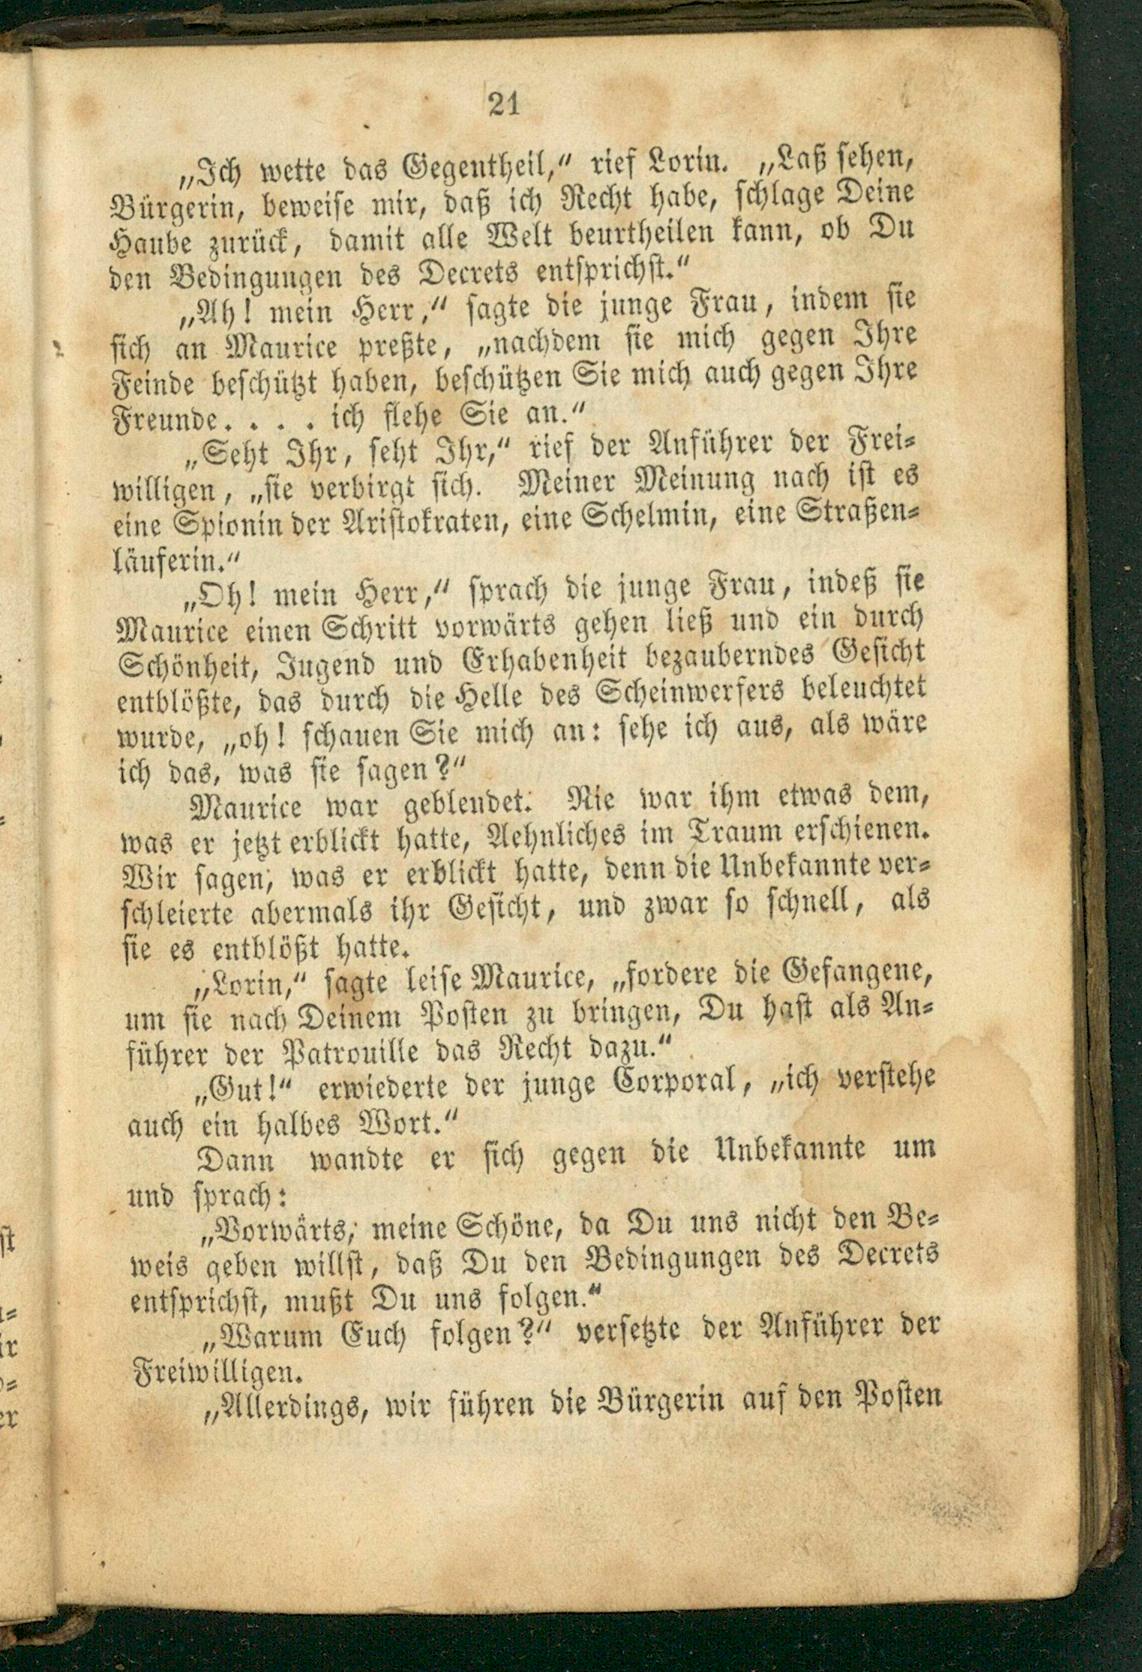 21
„Ich wette das Gegentheil,“ rief Lorin. „Laß sehen,
Bürgerin, beweise mir, daß ich Recht habe, schlage Deine
Haube zurück, damit alle Welt beurtheilen kann, ob Du
den Bedingungen des Decrets entsprichst.“
„Ah! mein Herr,“ sagte die junge Frau, indem sie
sich an Maurice preßte, „nachdem sie mich gegen Ihre
Feinde beschützt haben, beschützen Sie mich auch gegen Ihre
Freunde. . . . ich flehe Sie an.“
„Seht Ihr, seht Ihr,“ rief der Anführer der Frei-
willigen, „sie verbirgt sich. Meiner Meinung nach ist es
eine Spionin der Aristokraten, eine Schelmin, eine Straßen-
läuferin.“
„Oh! mein Herr,“ sprach die junge Frau, indeß sie
Maurice einen Schritt vorwärts gehen ließ und ein durch
Schönheit, Jugend und Erhabenheit bezauberndes Gesicht
entblößte, das durch die Helle des Scheinwerfers beleuchtet
wurde, „oh! schauen Sie mich an: sehe ich aus, als wäre
ich das, was sie sagen?“
Maurice war geblendet. Nie war ihm etwas dem,
was er jetzt erblickt hatte, Aehnliches im Traum erschienen.
Wir sagen, was er erblickt hatte, denn die Unbekannte ver-
schleierte abermals ihr Gesicht, und zwar so schnell, als
sie es entblößt hatte.
„Lorin,“ sagte leise Maurice, „fordere die Gefangene,
um sie nach Deinem Posten zu bringen, Du hast als An-
führer der Patrouille das Recht dazu.“
„Gut!“ erwiederte der junge Corporal, „ich verstehe
auch ein halbes Wort.“
Dann wandte er sich gegen die Unbekannte um
und sprach:
„Vorwärts, meine Schöne, da Du uns nicht den Be-
weis geben willst, daß Du den Bedingungen des Decrets
entsprichst, mußt Du uns folgen.“
„Warum Euch folgen?“ versetzte der Anführer der
Freiwilligen.
„Allerdings, wir führen die Bürgerin auf den Posten